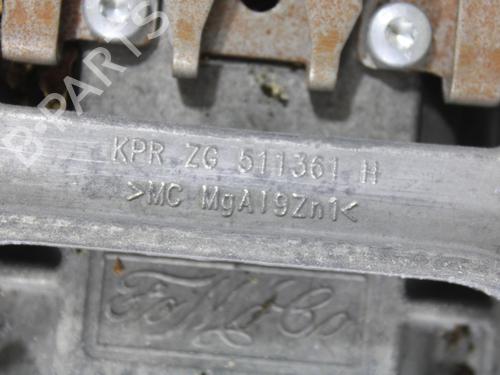 B-PARTS
KPR ZG 511361 H
>MC MgAl9Zn1<
FoMoCo